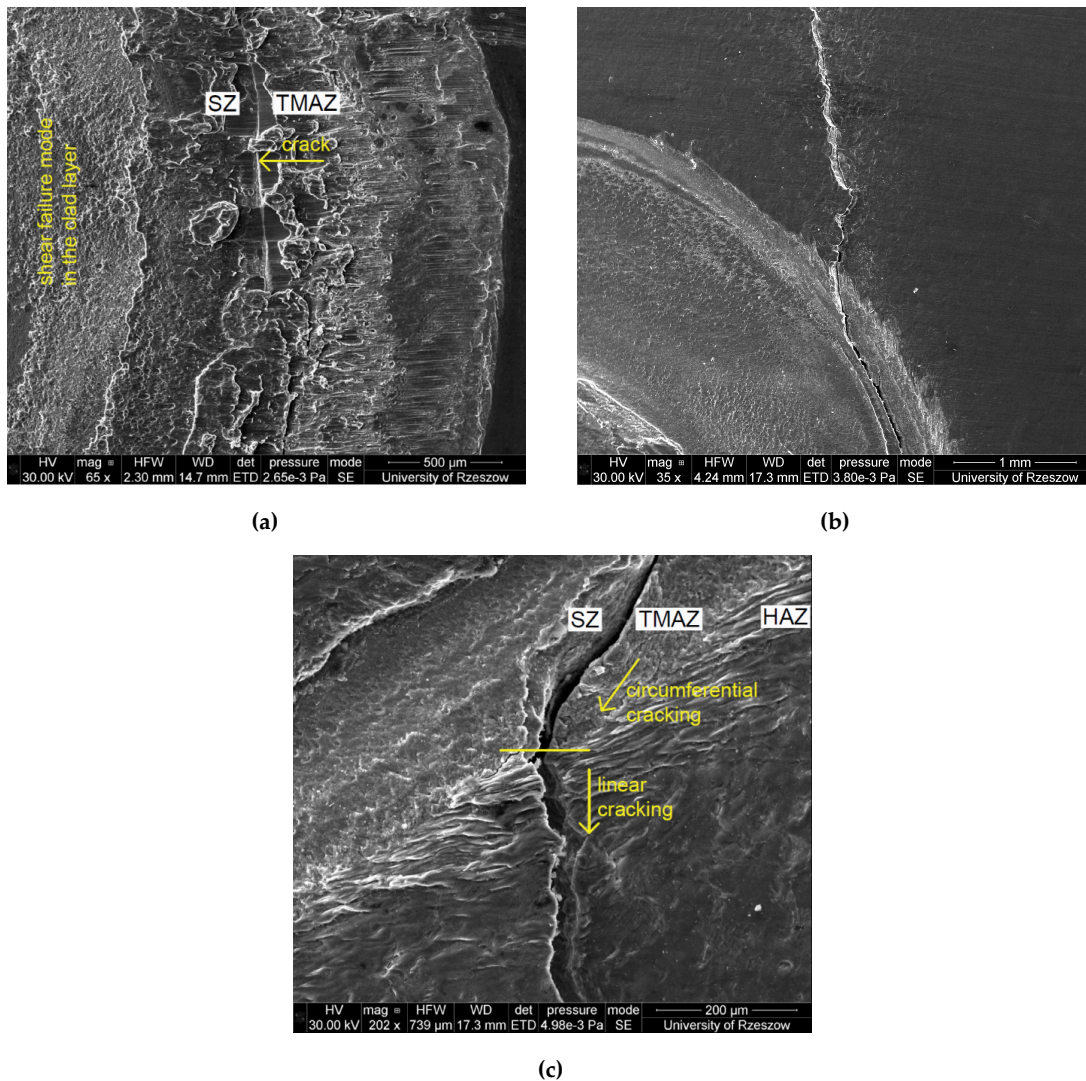 shear failure mode
in the clad layer
SZ
TMAZ
crack
HV mag HFW WD det pressure mode 500 µm
30.00 kV 65 x 2.30 mm 14.7 mm ETD 2.65e-3 Pa SE University of Rzeszow
(a)
HV mag HFW WD det pressure mode 1 mm
30.00 kV 35 x 4.24 mm 17.3 mm ETD 3.80e-3 Pa SE University of Rzeszow
(b)
SZ
TMAZ
HAZ
circumferential
cracking
linear
cracking
HV mag HFW WD det pressure mode 200 µm
30.00 kV 202 x 739 µm 17.3 mm ETD 4.98e-3 Pa SE University of Rzeszow
(c)